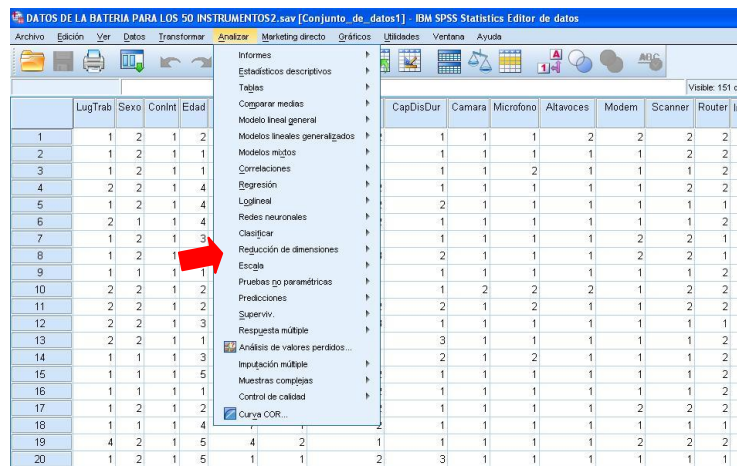 DATOS DE LA BATERIA PARA LOS 50 INSTRUMENTOS2.sav [Conjunto_de_datos1] - IBM SPSS Statistics Editor de datos
Archivo Edición Ver Datos Transformar Analizar Marketing directo Gráficos Utilidades Ventana Ayuda
Visible: 151
LugTrab Sexo ConInt Edad CapDisDur Camara Microfono Altavoces Modem Scanner Router
Informes
Estadísticos descriptivos
Tablas
Comparar medias
Modelo lineal general
Modelos lineales generalizados
Modelos mixtos
Correlaciones
Regresión
Loglineal
Redes neuronales
Clasificar
Reducción de dimensiones
Escala
Pruebas no paramétricas
Predicciones
Superviv.
Respuesta múltiple
Análisis de valores perdidos...
Imputación múltiple
Muestras complejas
Control de calidad
Curva COR...
1 1 2 1 2 1 1 1 2 2 2 2
2 1 2 1 1 1 1 1 1 2 2 2
3 1 2 1 1 1 1 2 1 1 1 2
4 2 2 1 4 1 1 1 1 1 2 2
5 1 2 1 4 2 1 1 1 1 1 1
6 2 1 1 4 1 1 1 1 1 1 2
7 1 2 1 3 1 1 1 1 2 2 1
8 1 2 1 2 1 1 1 2 2 1
9 1 1 1 1 1 1 1 1 1 1 2
10 2 2 1 2 1 2 2 2 1 1 2
11 2 2 1 2 2 1 2 1 1 2 2
12 2 2 1 3 1 1 1 1 1 1 1
13 2 2 1 1 3 1 1 1 1 1 2
14 1 1 1 3 2 1 2 1 1 1 2
15 1 1 1 5 1 1 1 1 1 1 2
16 1 1 1 1 1 1 1 1 1 1 2
17 1 2 1 2 1 1 1 1 2 2 2
18 1 1 1 4 1 1 1 1 1 1 1
19 4 2 1 5 4 2 1 1 1 1 2 2 2
20 1 2 1 5 1 1 2 3 1 1 1 1 1 2